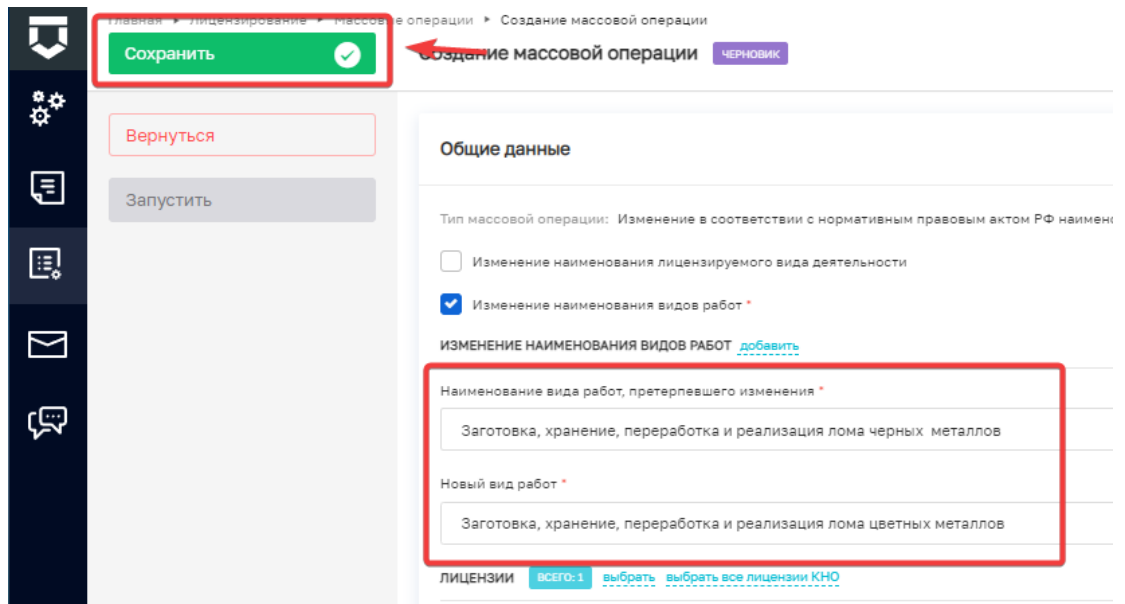 Главная ▸ Лицензирование ▸ Массовые операции ▸ Создание массовой операции
Сохранить
Создание массовой операции ЧЕРНОВИК
Вернуться
Запустить
Общие данные
Тип массовой операции: Изменение в соответствии с нормативным правовым актом РФ наимено
Изменение наименования лицензируемого вида деятельности
Изменение наименования видов работ *
ИЗМЕНЕНИЕ НАИМЕНОВАНИЯ ВИДОВ РАБОТ добавить
Наименование вида работ, претерпевшего изменения *
Заготовка, хранение, переработка и реализация лома черных металлов
Новый вид работ *
Заготовка, хранение, переработка и реализация лома цветных металлов
ЛИЦЕНЗИИ ВСЕГО: 1 выбрать выбрать все лицензии КНО